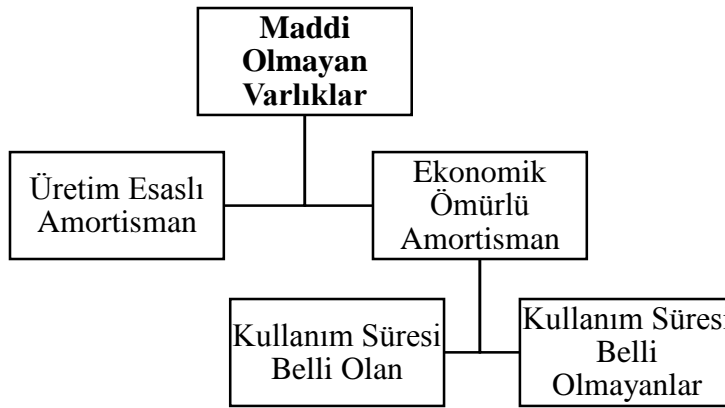 Maddi
Olmayan
Varlıklar
Üretim Esaslı
Amortisman
Ekonomik
Ömürlü
Amortisman
Kullanım Süresi
Belli Olan
Kullanım Süresi
Belli
Olmayanlar